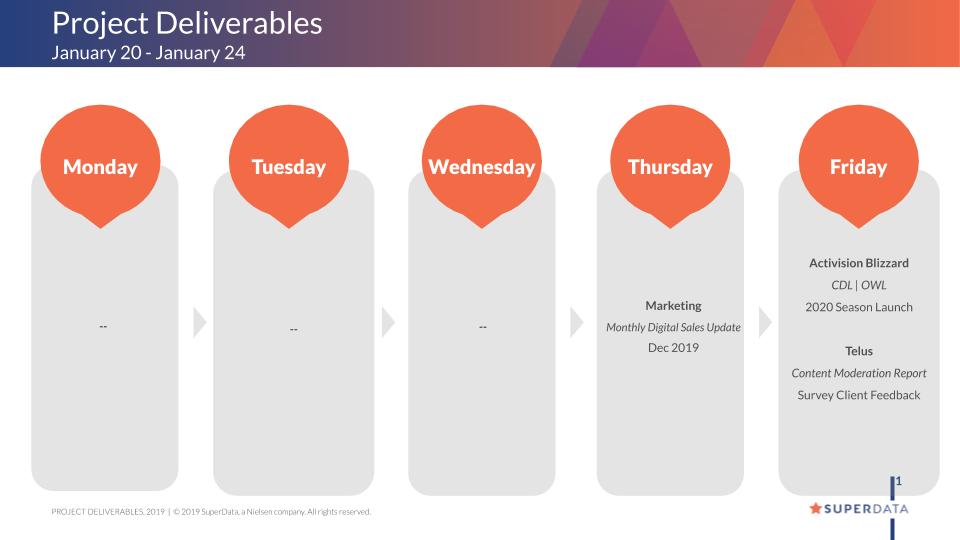 Project Deliverables
January 20 - January 24
Monday
Tuesday
Wednesday
Thursday
Friday
--
--
--
Marketing
Monthly Digital Sales Update
Dec 2019
Activision Blizzard
CDL | OWL
2020 Season Launch
Telus
Content Moderation Report
Survey Client Feedback
1
PROJECT DELIVERABLES, 2019 | © 2019 SuperData, a Nielsen company. All rights reserved.
SUPERDATA